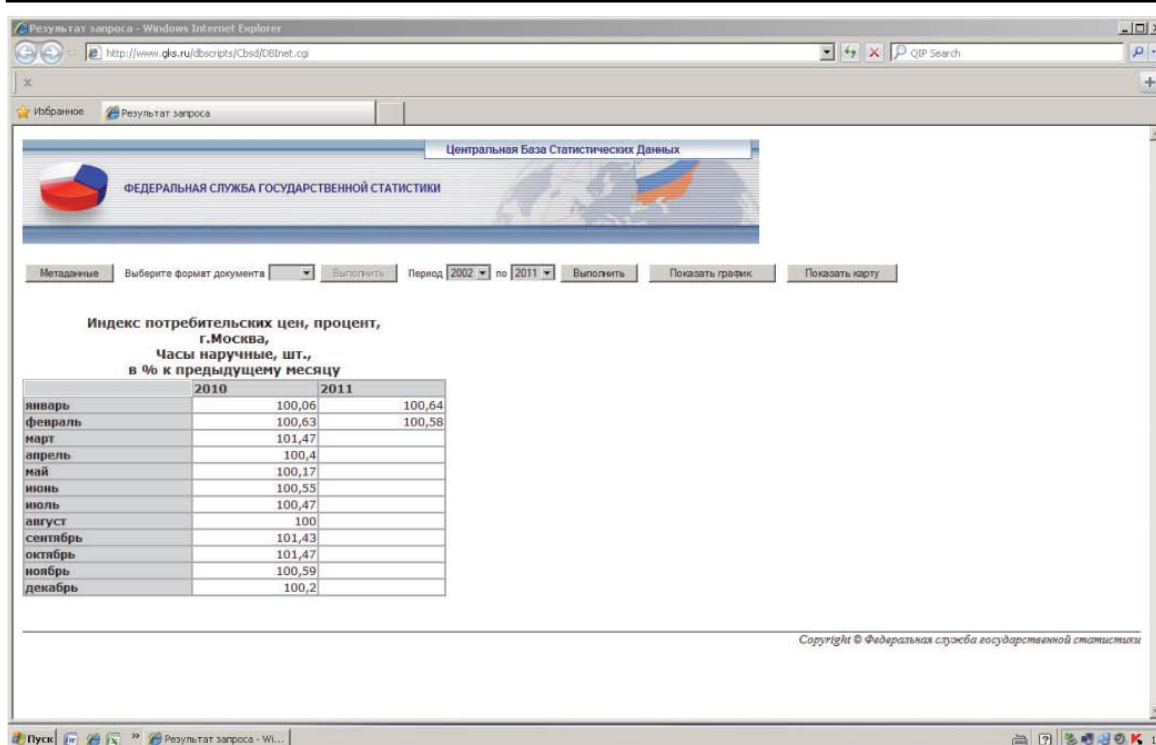 Результат запроса - Windows Internet Explorer
http://www.gks.ru/dbscripts/Cbsd/DBInet.cgi QIP Search
Избранное Результат запроса
Центральная База Статистических Данных
ФЕДЕРАЛЬНАЯ СЛУЖБА ГОСУДАРСТВЕННОЙ СТАТИСТИКИ
Метаданные Выберите формат документа Выполнить Период 2002 по 2011 Выполнить Показать график Показать карту
Индекс потребительских цен, процент,
г.Москва,
Часы наручные, шт.,
в % к предыдущему месяцу
2010 2011
январь 100,06 100,64
февраль 100,63 100,58
март 101,47
апрель 100,4
май 100,17
июнь 100,55
июль 100,47
август 100
сентябрь 101,43
октябрь 101,47
ноябрь 100,59
декабрь 100,2
Copyright © Федеральная служба государственной статистики
Пуск » Результат запроса - Wi...